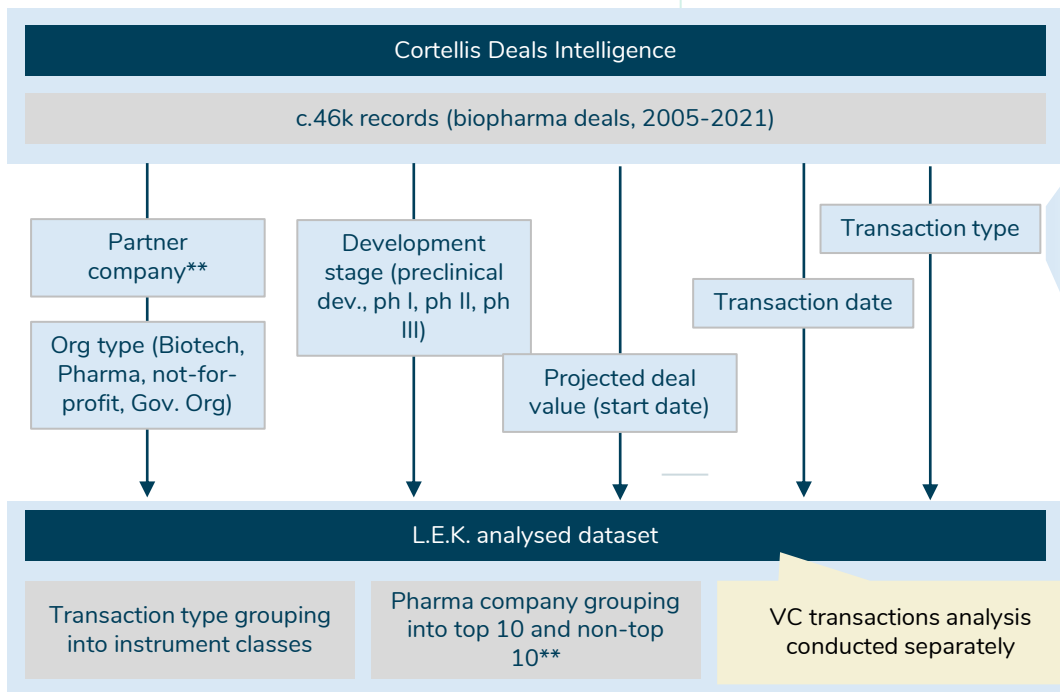 Cortellis Deals Intelligence
c.46k records (biopharma deals, 2005-2021)
Partner
company**
Org type (Biotech,
Pharma, not-for-
profit, Gov. Org)
Development
stage (preclinical
dev., ph I, ph II, ph
III)
Projected deal
value (start date)
Transaction date
Transaction type
L.E.K. analysed dataset
Transaction type grouping
into instrument classes
Pharma company grouping
into top 10 and non-top
10**
VC transactions analysis
conducted separately